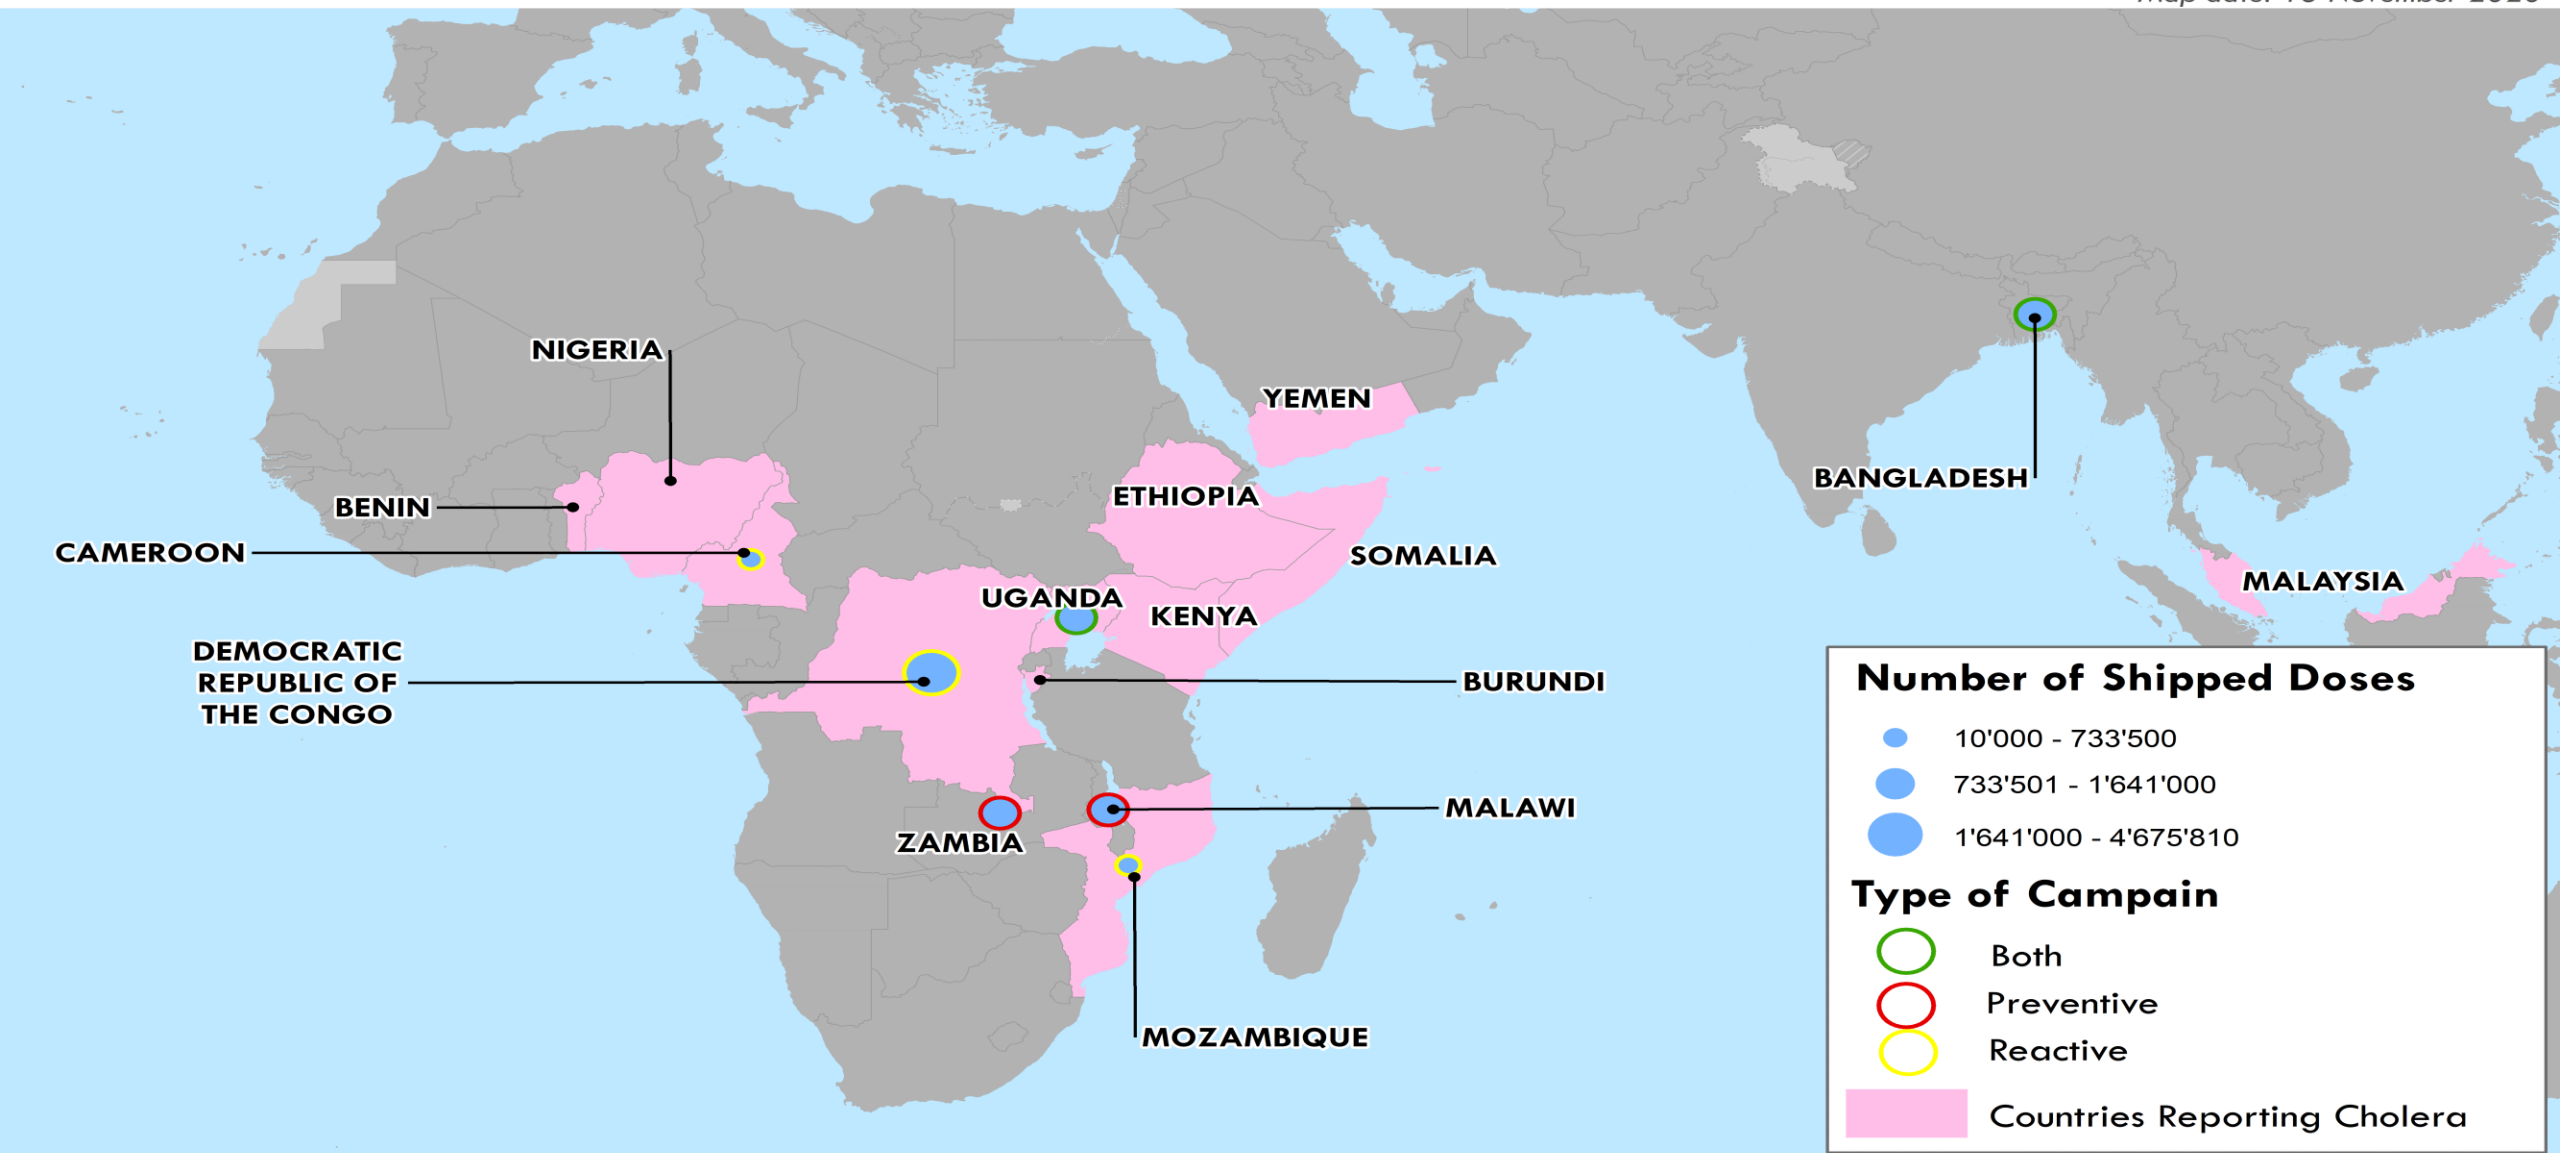 NIGERIA
YEMEN
BANGLADESH
BENIN
ETHIOPIA
CAMEROON
SOMALIA
MALAYSIA
UGANDA
KENYA
DEMOCRATIC
REPUBLIC OF
THE CONGO
BURUNDI
MALAWI
ZAMBIA
MOZAMBIQUE
Number of Shipped Doses
10'000 - 733'500
733'501 - 1'641'000
1'641'000 - 4'675'810
Type of Campain
Both
Preventive
Reactive
Countries Reporting Cholera